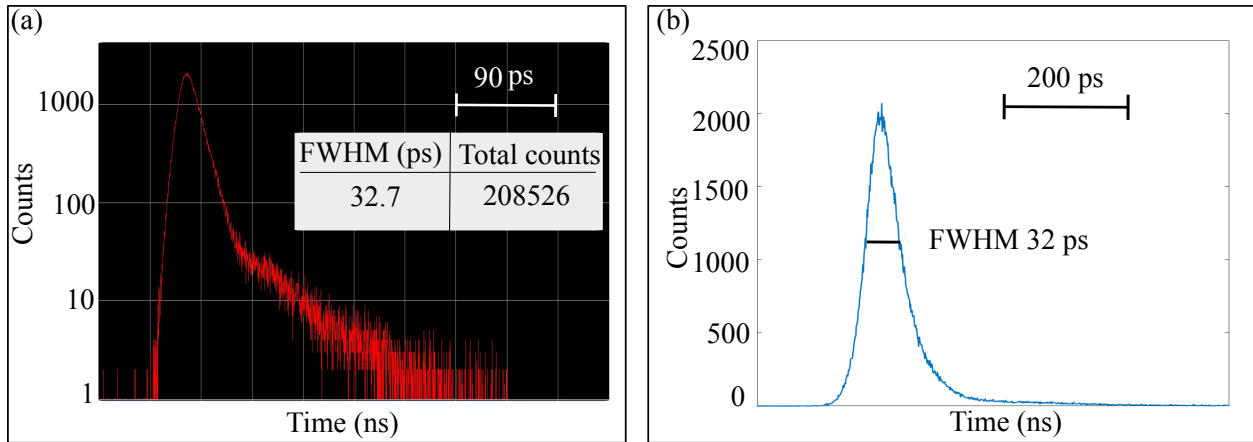 (a)
90 ps
1000
100
10
1
Counts
FWHM (ps) Total counts
32.7 208526
Time (ns)
(b)
2500
2000
1500
1000
500
0
Counts
200 ps
FWHM 32 ps
Time (ns)